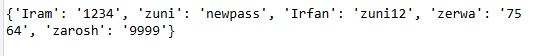 {'Iram': '1234', 'zuni': 'newpass', 'Irfan': 'zuni12', 'zerwa': '75
64', 'zarosh': '9999'}